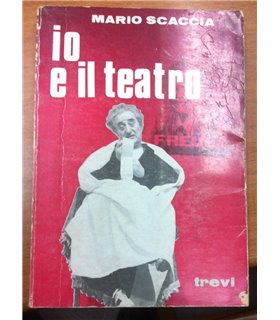 MARIO SCACCIA
io
e il teatro
trevi